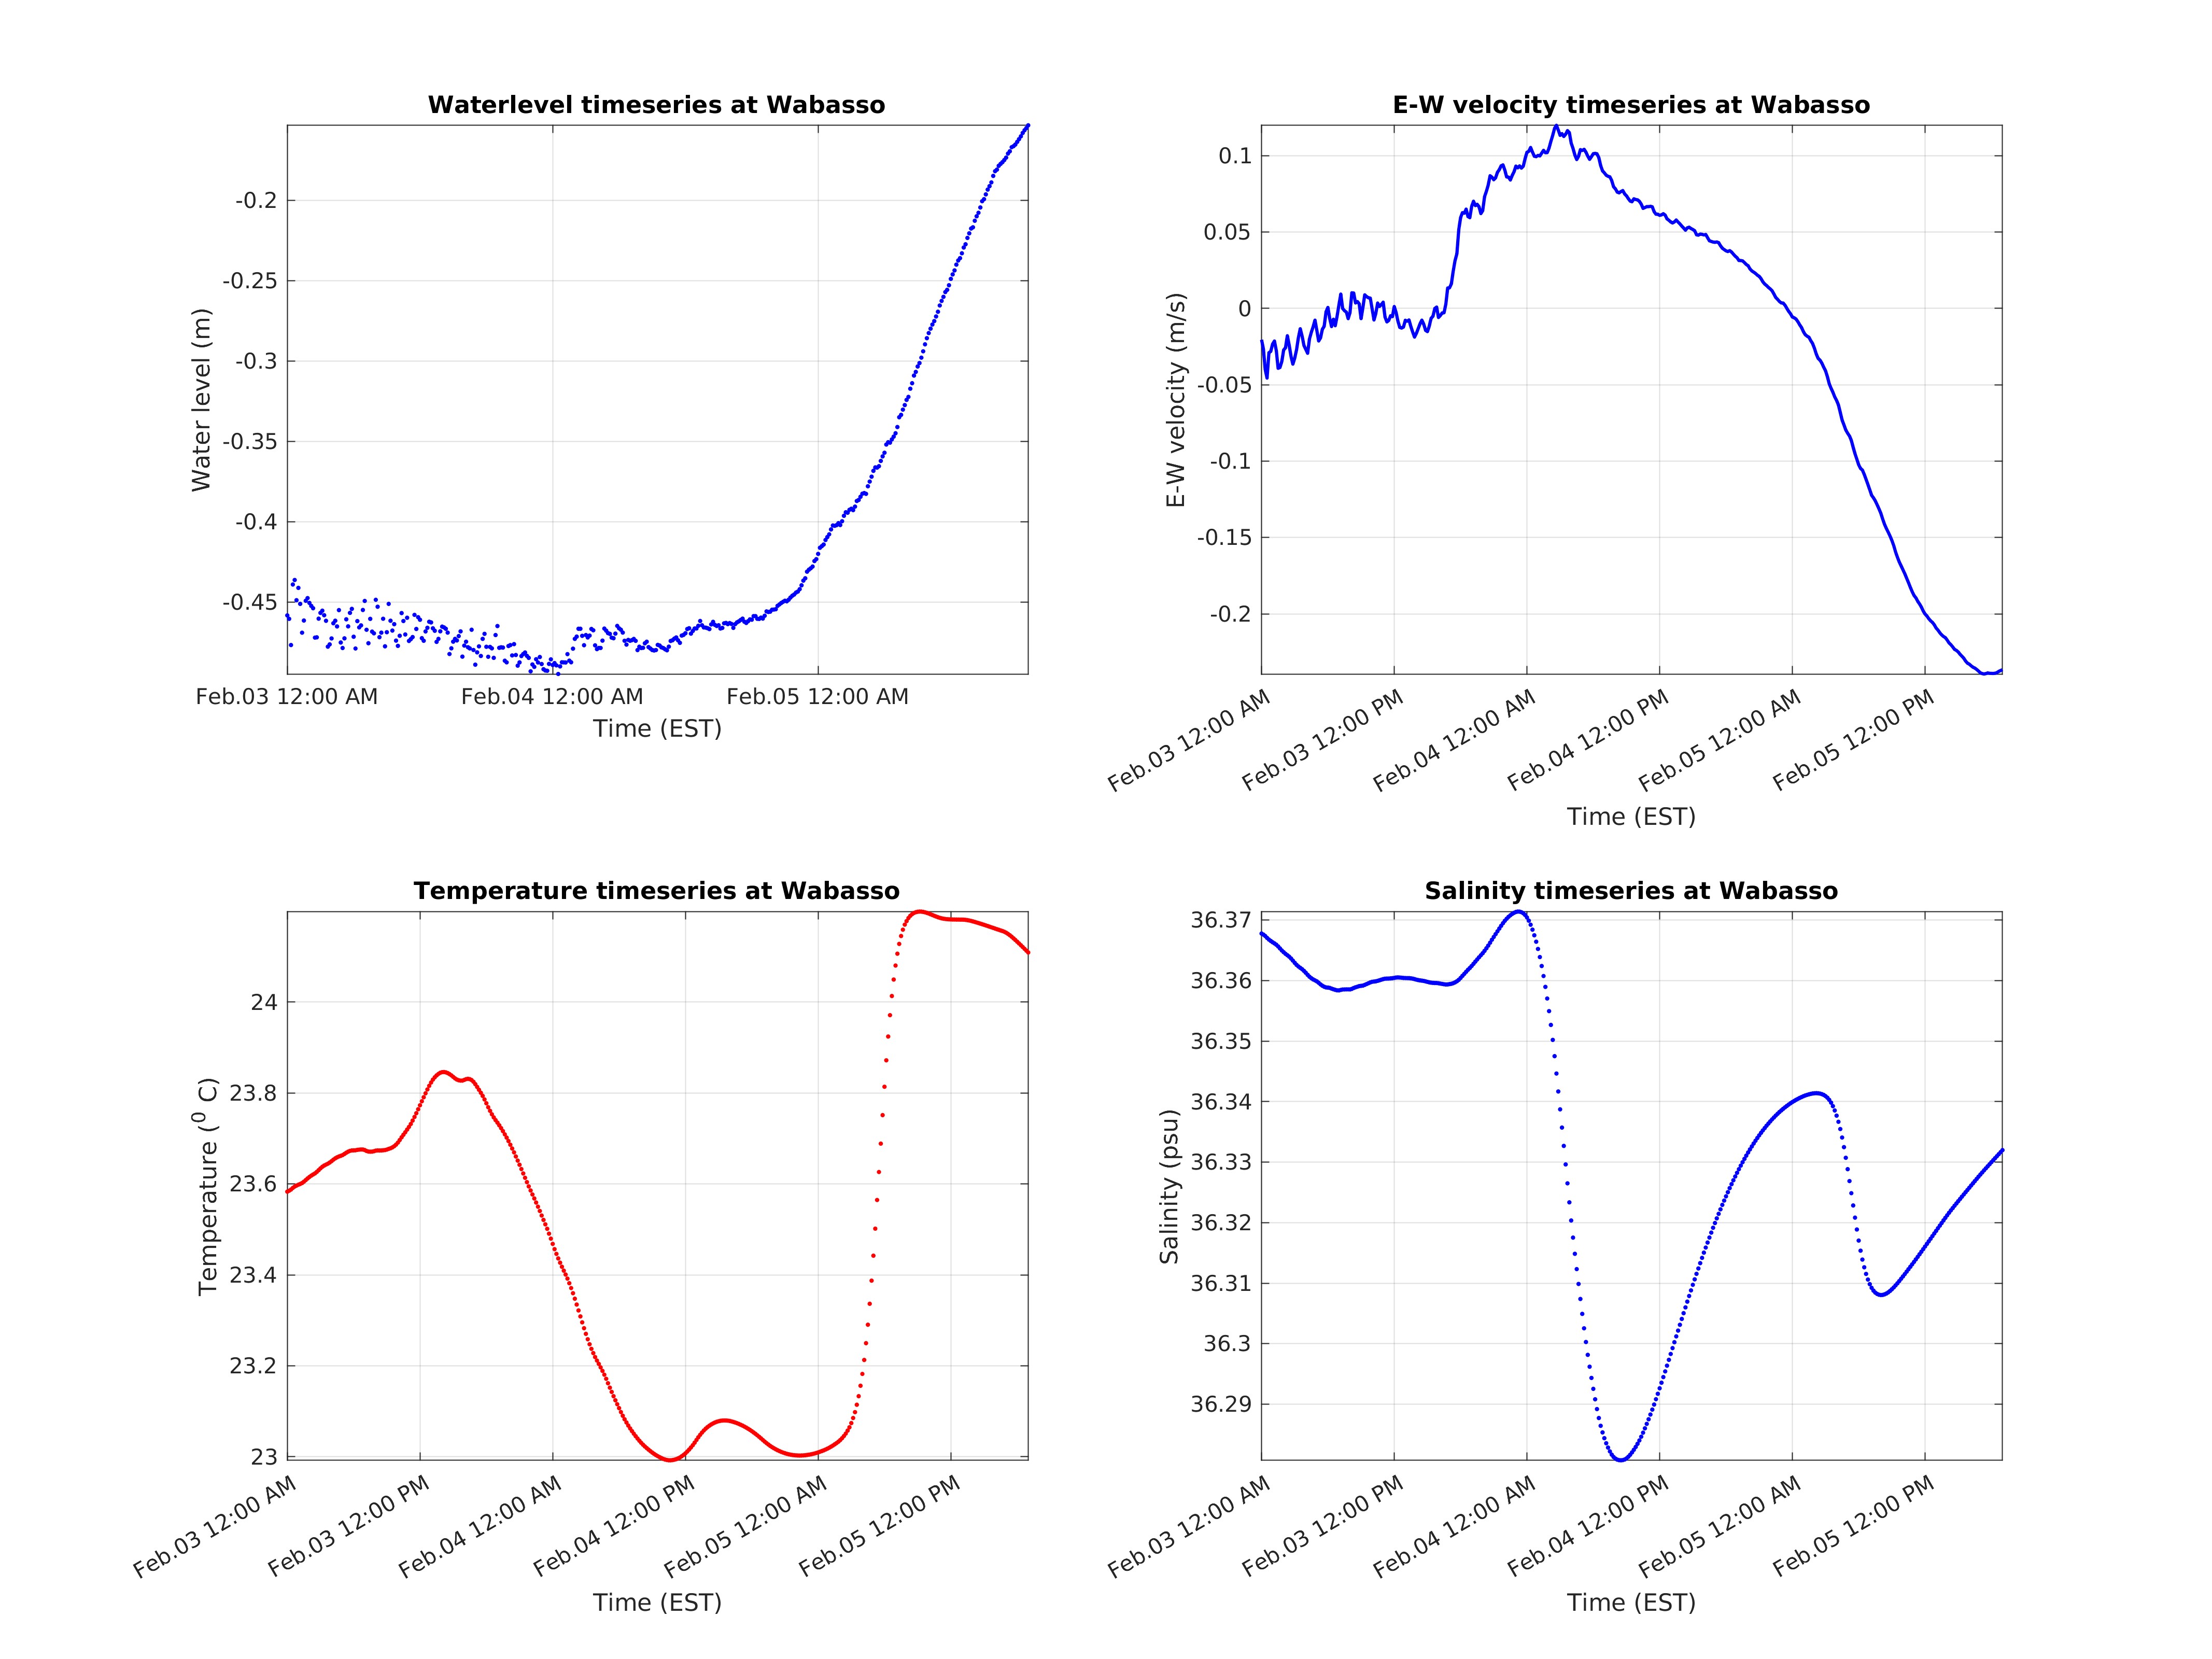 Waterlevel timeseries at Wabasso
-0.2
-0.25
-0.3
-0.35
-0.4
-0.45
Water level (m)
Feb.03 12:00 AM
Feb.04 12:00 AM
Feb.05 12:00 AM
Time (EST)
E-W velocity timeseries at Wabasso
0.1
0.05
0
-0.05
-0.1
-0.15
-0.2
E-W velocity (m/s)
Feb.03 12:00 AM
Feb.03 12:00 PM
Feb.04 12:00 AM
Feb.04 12:00 PM
Feb.05 12:00 AM
Feb.05 12:00 PM
Time (EST)
Temperature timeseries at Wabasso
24
23.8
23.6
23.4
23.2
23
Temperature (⁰ C)
Feb.03 12:00 AM
Feb.03 12:00 PM
Feb.04 12:00 AM
Feb.04 12:00 PM
Feb.05 12:00 AM
Feb.05 12:00 PM
Time (EST)
Salinity timeseries at Wabasso
36.37
36.36
36.35
36.34
36.33
36.32
36.31
36.3
36.29
Salinity (psu)
Feb.03 12:00 AM
Feb.03 12:00 PM
Feb.04 12:00 AM
Feb.04 12:00 PM
Feb.05 12:00 AM
Feb.05 12:00 PM
Time (EST)